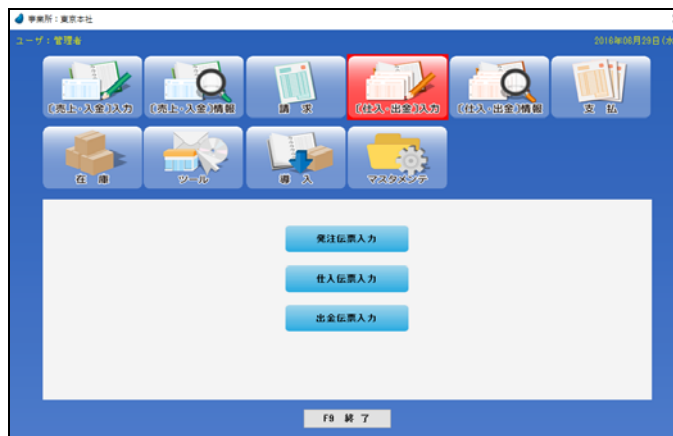 事業所：東京本社
ユーザ：管理者
2016年06月29日(水
[売上・入金]入力
[売上・入金]情報
請 求
[仕入・出金]入力
[仕入・出金]情報
支 払
在 庫
ツール
導 入
マスタメンテ
発注伝票入力
仕入伝票入力
出金伝票入力
F9 終 了